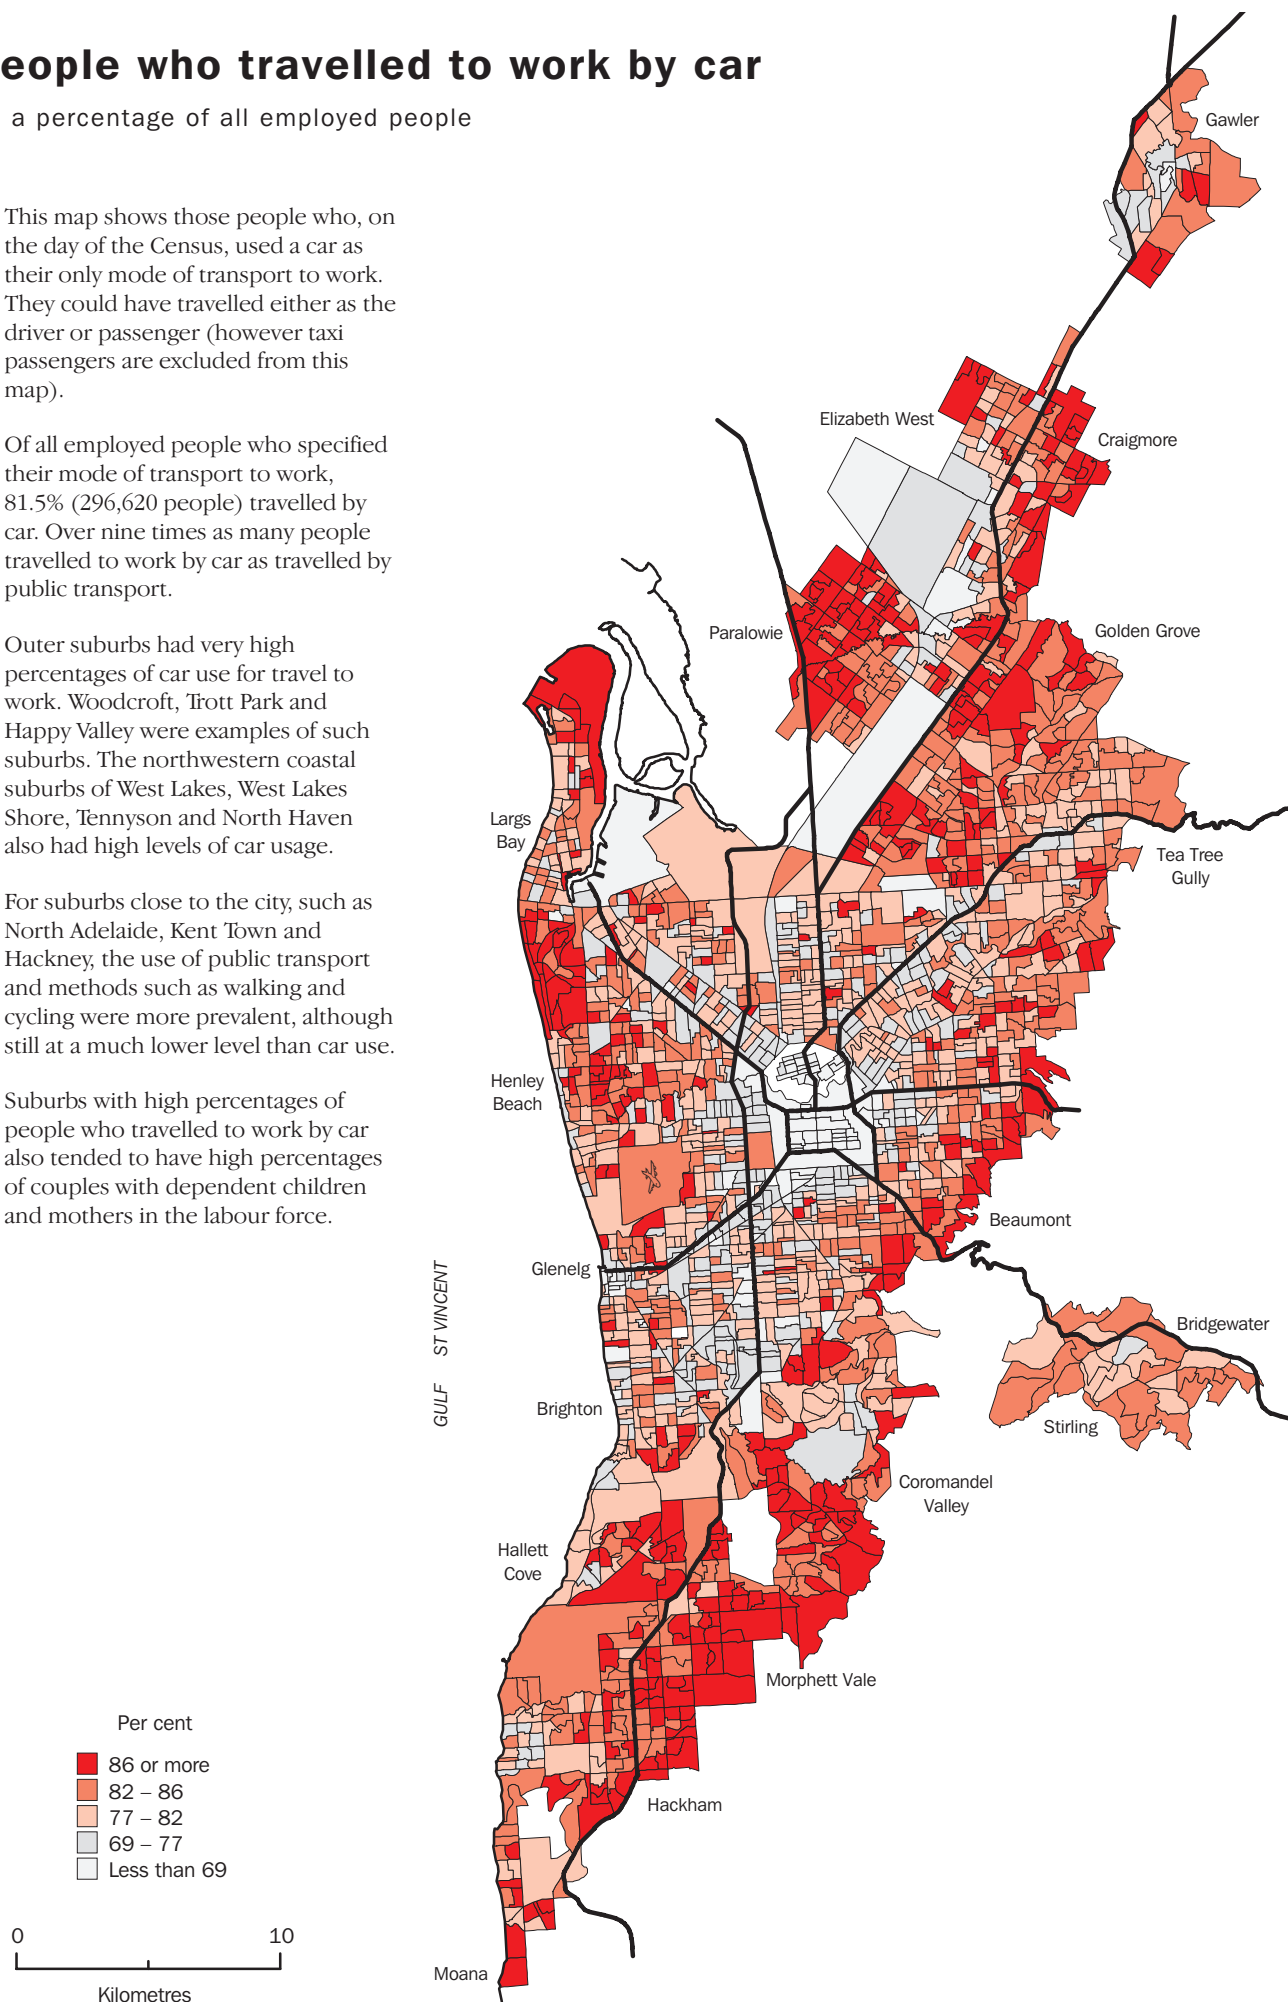 eople who travelled to work by car
a percentage of all employed people
This map shows those people who, on
the day of the Census, used a car as
their only mode of transport to work.
They could have travelled either as the
driver or passenger (however taxi
passengers are excluded from this
map).
Of all employed people who specified
their mode of transport to work,
81.5% (296,620 people) travelled by
car. Over nine times as many people
travelled to work by car as travelled by
public transport.
Outer suburbs had very high
percentages of car use for travel to
work. Woodcroft, Trott Park and
Happy Valley were examples of such
suburbs. The northwestern coastal
suburbs of West Lakes, West Lakes
Shore, Tennyson and North Haven
also had high levels of car usage.
For suburbs close to the city, such as
North Adelaide, Kent Town and
Hackney, the use of public transport
and methods such as walking and
cycling were more prevalent, although
still at a much lower level than car use.
Suburbs with high percentages of
people who travelled to work by car
also tended to have high percentages
of couples with dependent children
and mothers in the labour force.
Gawler
Elizabeth West
Craigmore
Paralowie
Golden Grove
Largs
Bay
Tea Tree
Gully
Henley
Beach
Beaumont
Glenelg
GULF ST VINCENT
Bridgewater
Brighton
Stirling
Coromandel
Valley
Hallett
Cove
Morphett Vale
Hackham
Moana
Per cent
86 or more
82 – 86
77 – 82
69 – 77
Less than 69
0 10
Kilometres